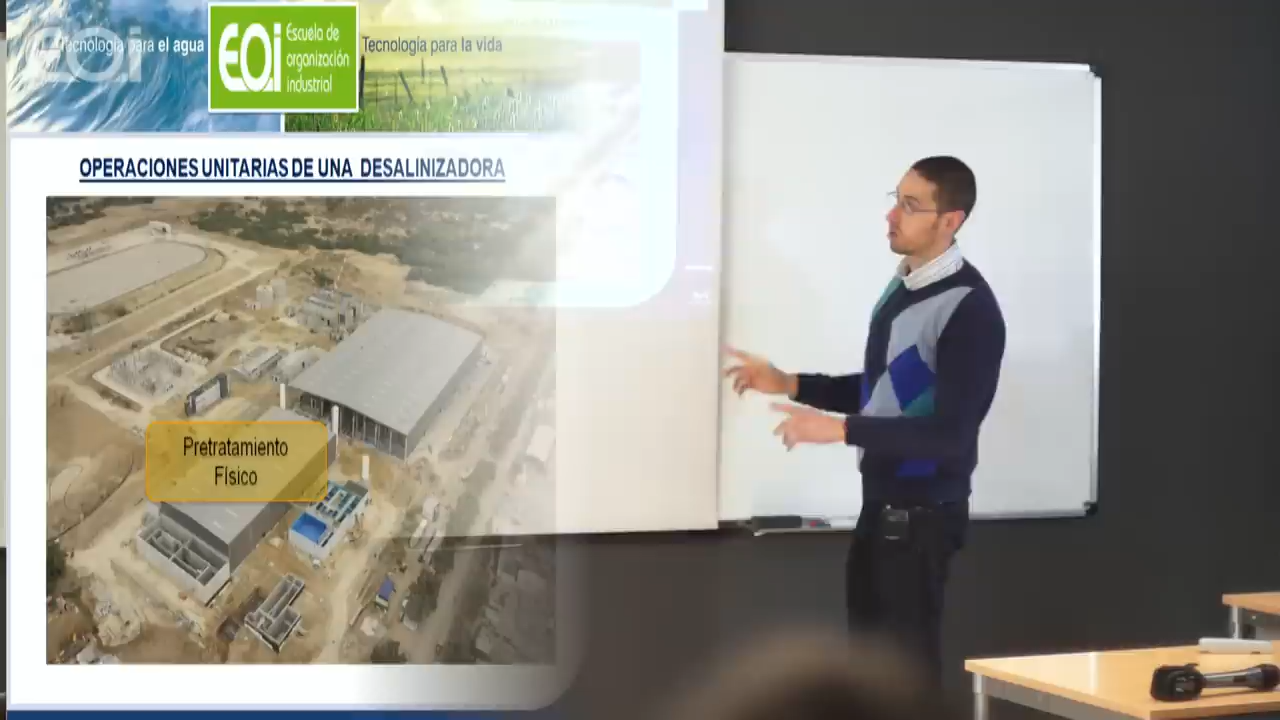 Tecnología para el agua
EOi
EOi
Escuela de
organización
industrial
Tecnología para la vida
OPERACIONES UNITARIAS DE UNA DESALINIZADORA
Pretratamiento
Físico